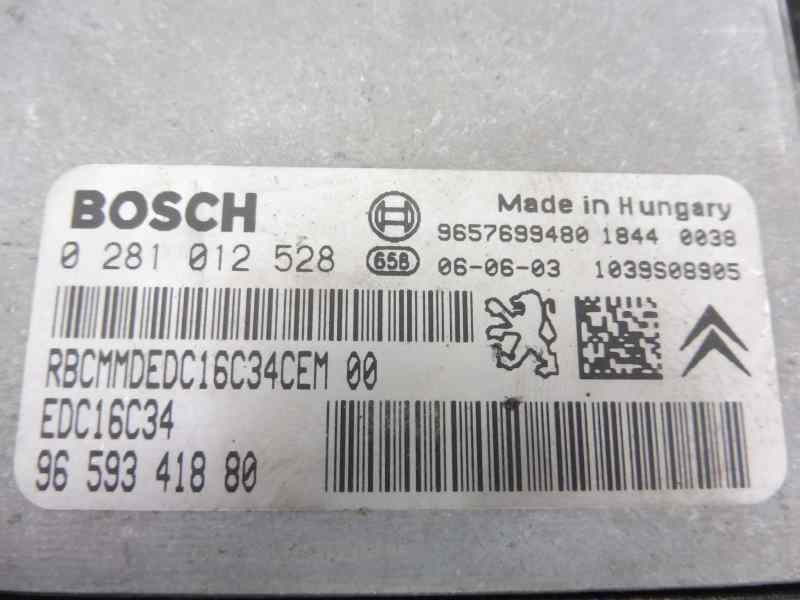 BOSCH
Made in Hungary
9657699480 1844 0038
0 281 012 528
658
06-06-03 1039S08905
RBCMMDEDC16C34CEM 00
EDC16C34
96 593 418 80